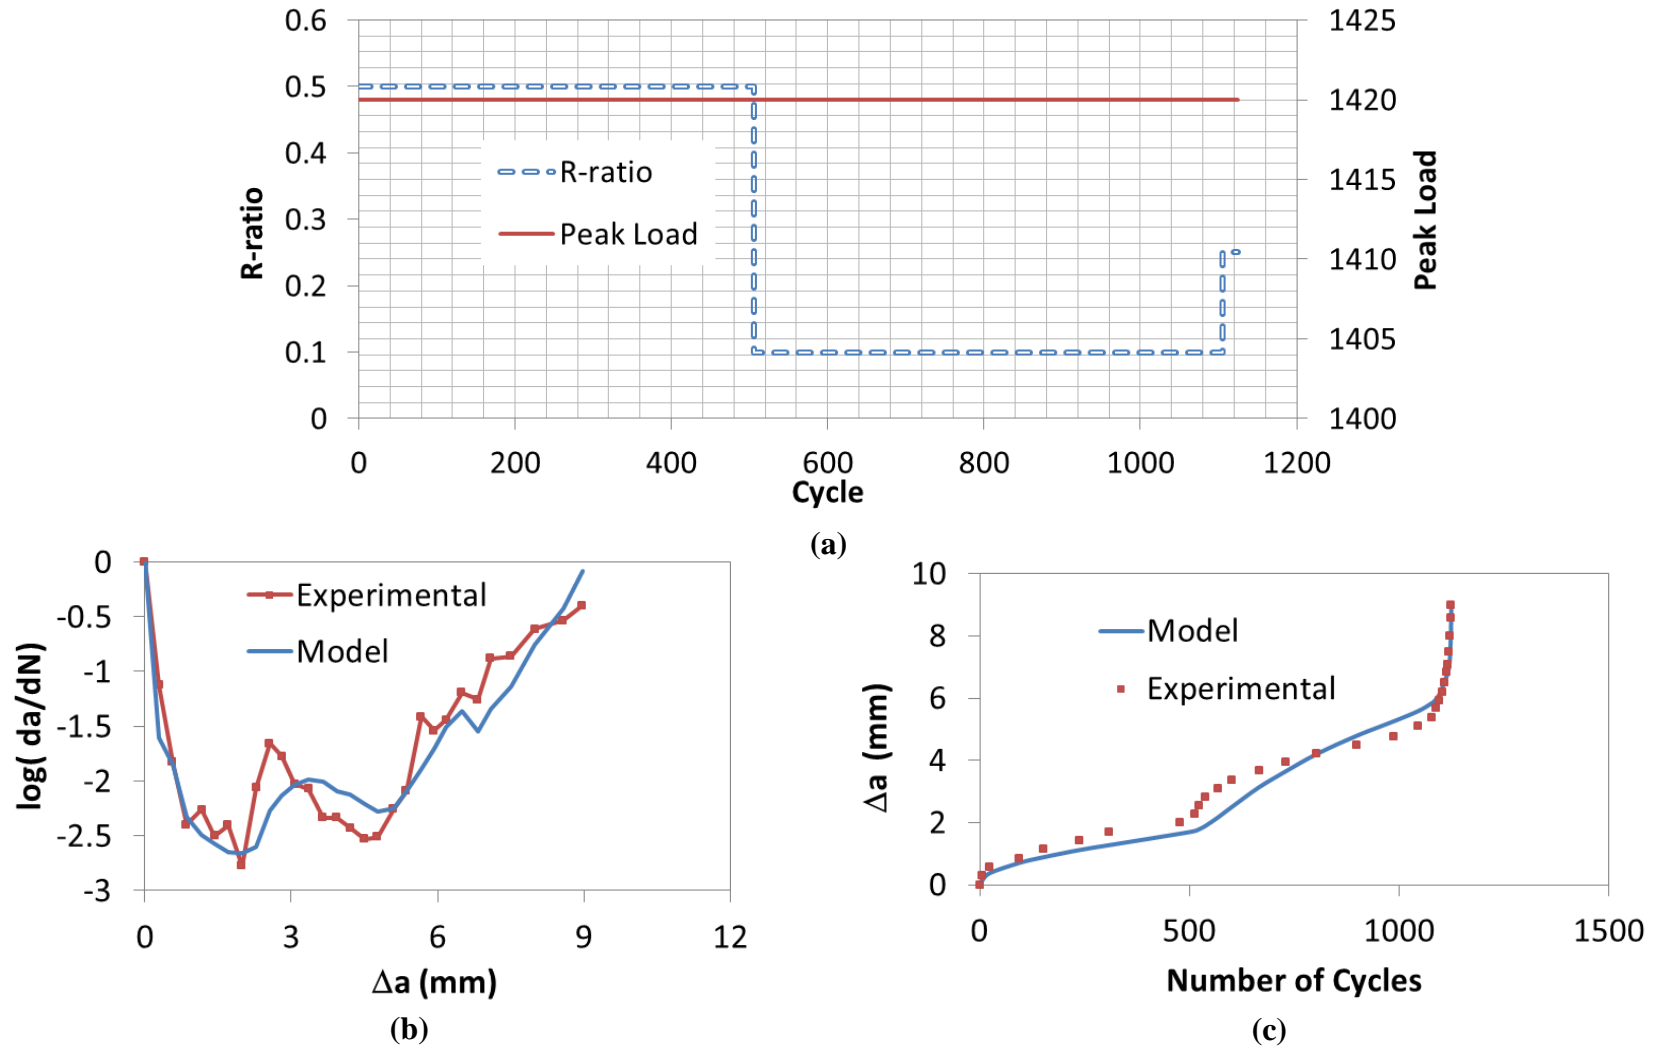 0.6
0.5
0.4
0.3
0.2
0.1
0
R-ratio
R-ratio
Peak Load
1425
1420
1415
1410
1405
1400
Peak Load
0 200 400 600 800 1000 1200
Cycle
(a)
0
-0.5
-1
-1.5
-2
-2.5
-3
log( da/dN)
Experimental
Model
0 3 6 9 12
Δa (mm)
(b)
10
8
6
4
2
0
Δa (mm)
Model
Experimental
0 500 1000 1500
Number of Cycles
(c)